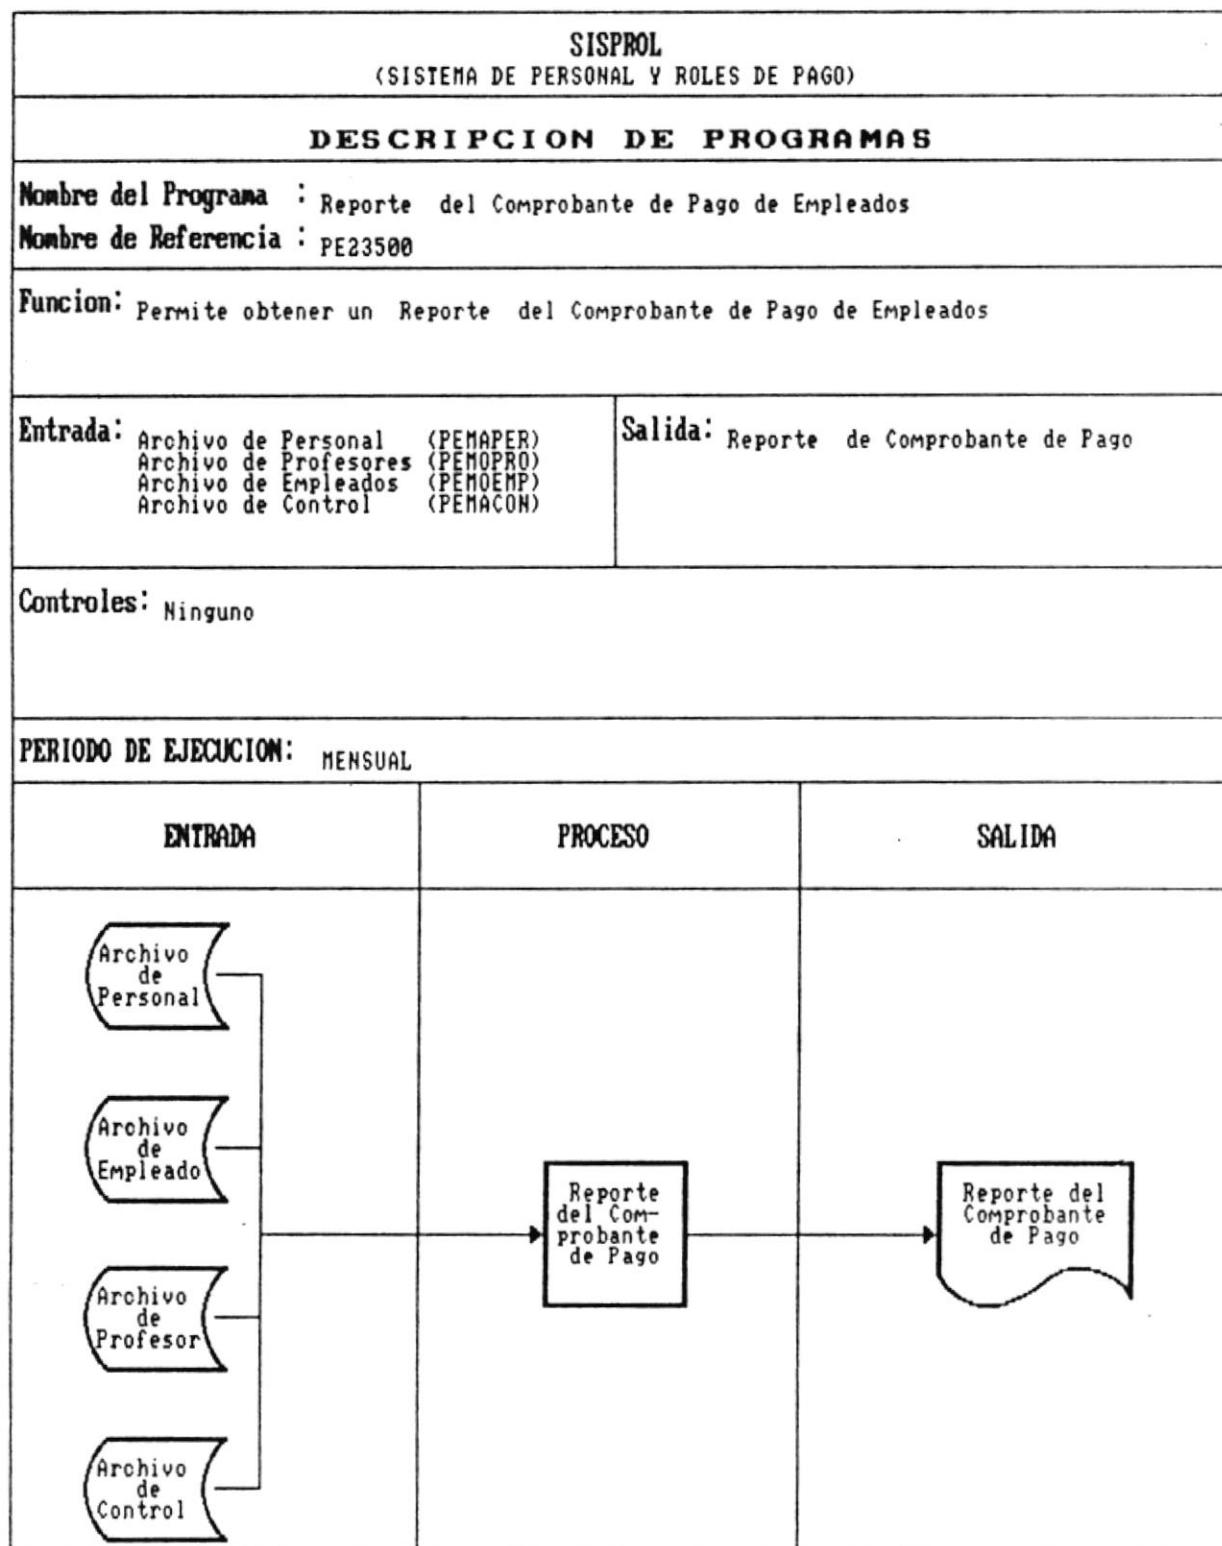 SISPROL
(SISTEMA DE PERSONAL Y ROLES DE PAGO)
DESCRIPCION DE PROGRAMAS
Nombre del Programa : Reporte del Comprobante de Pago de Empleados
Nombre de Referencia : PE23500
Funcion: Permite obtener un Reporte del Comprobante de Pago de Empleados
Entrada: Archivo de Personal (PEMAPER)
Archivo de Profesores (PEMOPRO)
Archivo de Empleados (PEMOEMP)
Archivo de Control (PEMACON)
Salida: Reporte de Comprobante de Pago
Controles: Ninguno
PERIODO DE EJECUCION: MENSUAL
ENTRADA
PROCESO
SALIDA
Archivo
de
Personal
Archivo
de
Empleado
Archivo
de
Profesor
Archivo
de
Control
Reporte
del Com-
probante
de Pago
Reporte del
Comprobante
de Pago